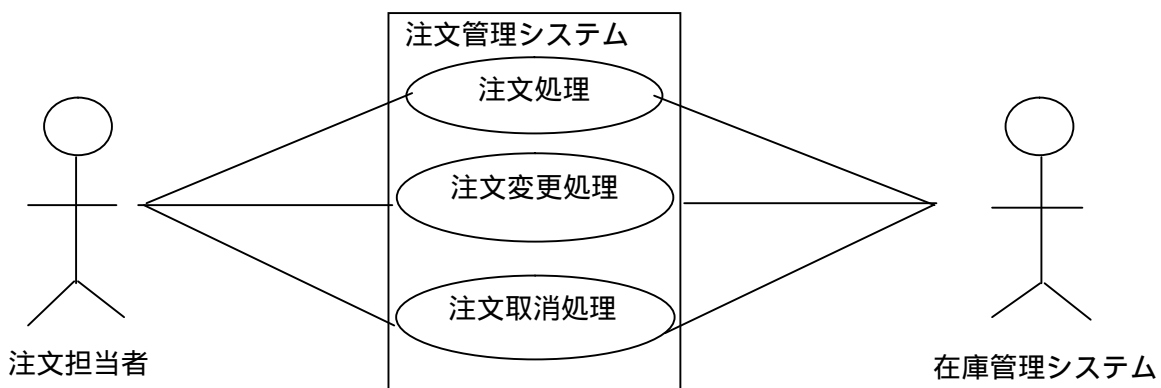 注文管理システム
注文処理
注文変更処理
注文取消処理
注文担当者
在庫管理システム